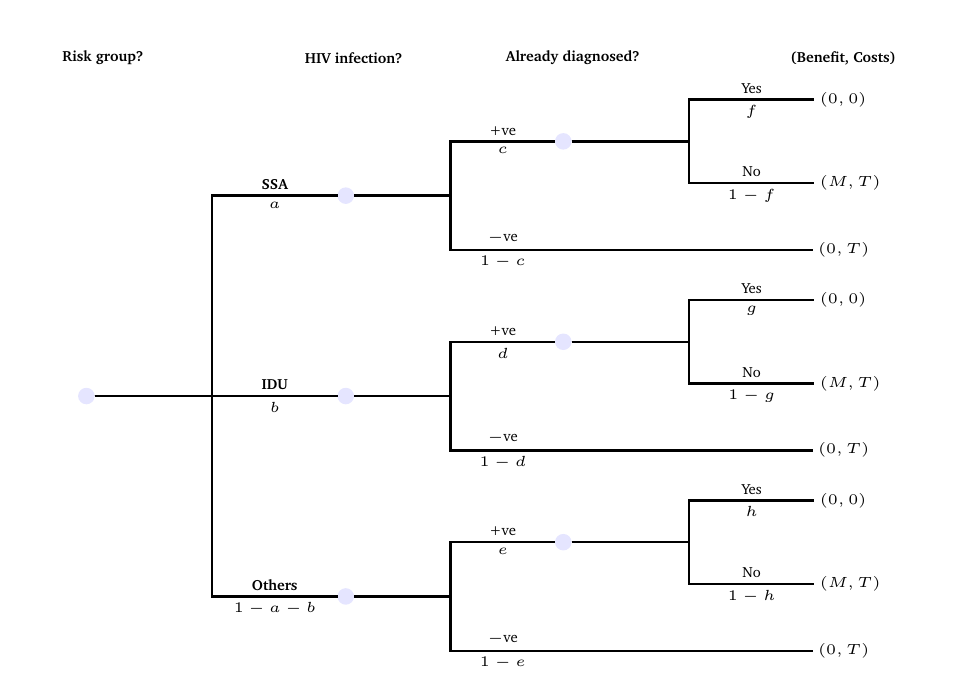 Risk group? HIV infection? Already diagnosed? (Benefit, Costs)
Yes
f
(0, 0)
+ve
c
No
1 − f
(M, T)
SSA
a
−ve
1 − c
(0, T)
Yes
g
(0, 0)
+ve
d
No
1 − g
(M, T)
IDU
b
−ve
1 − d
(0, T)
Yes
h
(0, 0)
+ve
e
No
1 − h
(M, T)
Others
1 − a − b
−ve
1 − e
(0, T)